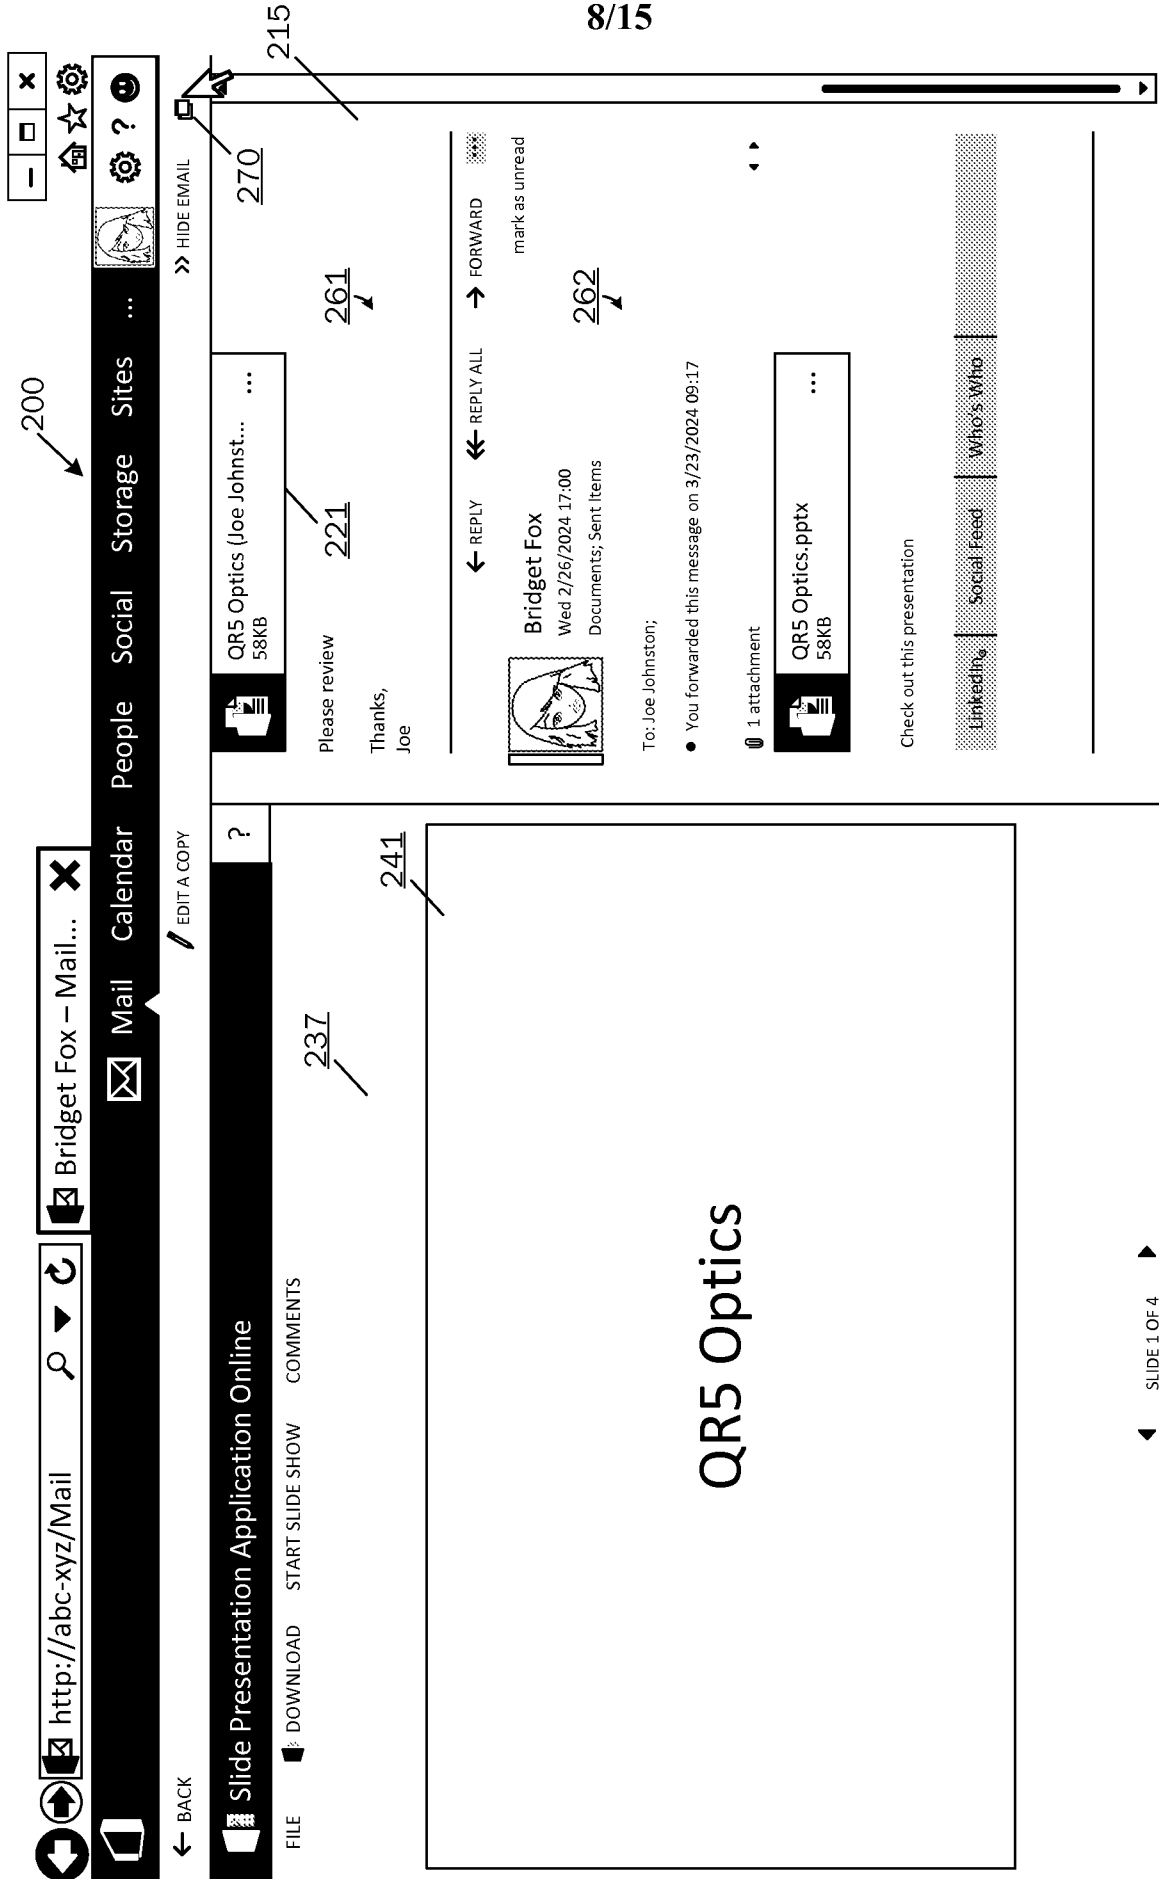 8/15
200
http://abc-xyz/Mail
Bridget Fox – Mail...
Mail Calendar People Social Storage Sites ... ?
BACK
EDIT A COPY
HIDE EMAIL
270
215
Slide Presentation Application Online
?
FILE DOWNLOAD START SLIDE SHOW COMMENTS
237
241
QR5 Optics
SLIDE 1 OF 4
QR5 Optics (Joe Johnst... ...
58KB
221
261
Please review
Thanks,
Joe
REPLY REPLY ALL FORWARD ...
Bridget Fox
mark as unread
Wed 2/26/2024 17:00
Documents; Sent Items
262
To: Joe Johnston;
● You forwarded this message on 3/23/2024 09:17
1 attachment
QR5 Optics.pptx ...
58KB
Check out this presentation
LinkedIn Social Feed Who's Who